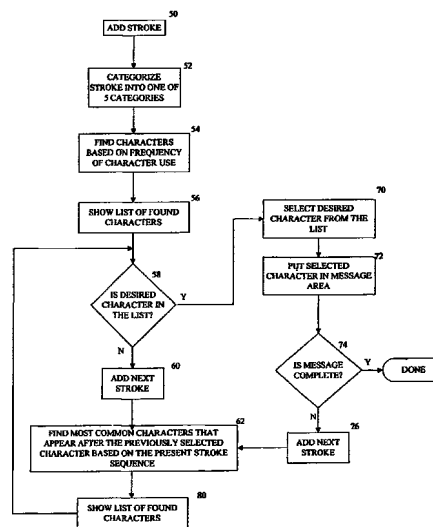 50
ADD STROKE
52
CATEGORIZE
STROKE INTO ONE OF
5 CATEGORIES
54
FIND CHARACTERS
BASED ON FREQUENCY
OF CHARACTER USE
56
SHOW LIST OF FOUND
CHARACTERS
58
IS DESIRED
CHARACTER IN
THE LIST?
Y
N
60
ADD NEXT
STROKE
62
FIND MOST COMMON CHARACTERS THAT
APPEAR AFTER THE PREVIOUSLY SELECTED
CHARACTER BASED ON THE PRESENT STROKE
SEQUENCE
80
SHOW LIST OF FOUND
CHARACTERS
70
SELECT DESIRED
CHARACTER FROM THE
LIST
72
PUT SELECTED
CHARACTER IN MESSAGE
AREA
74
IS MESSAGE
COMPLETE?
Y
DONE
N
76
ADD NEXT
STROKE